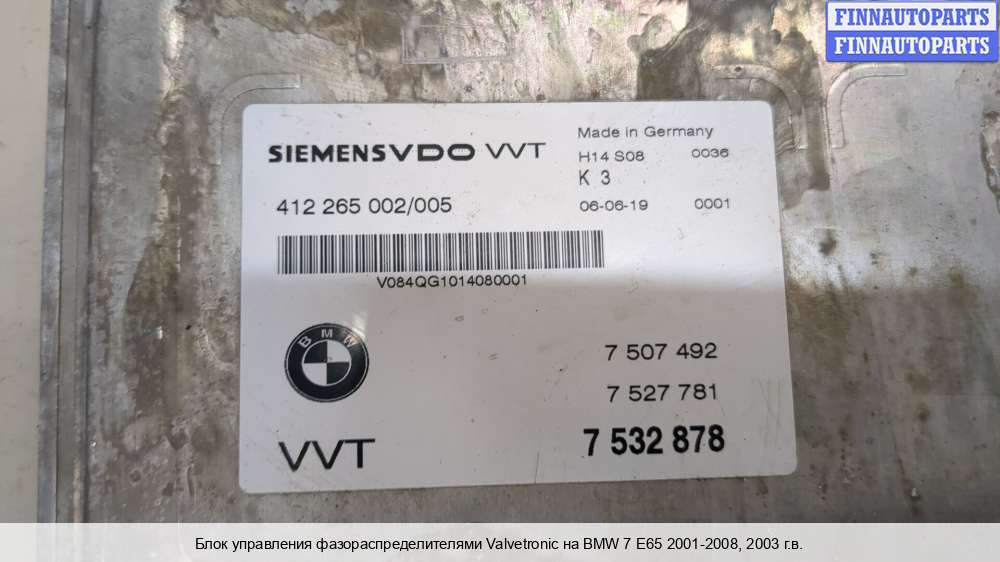 FINNAUTOPARTS
FINNAUTOPARTS
SIEMENSVDO VVT
Made in Germany
H14 S08 0036
K 3
412 265 002/005
06-06-19 0001
V084QG1014080001
BMW
7 507 492
7 527 781
VVT
7 532 878
Блок управления фазораспределителями Valvetronic на BMW 7 E65 2001-2008, 2003 г.в.